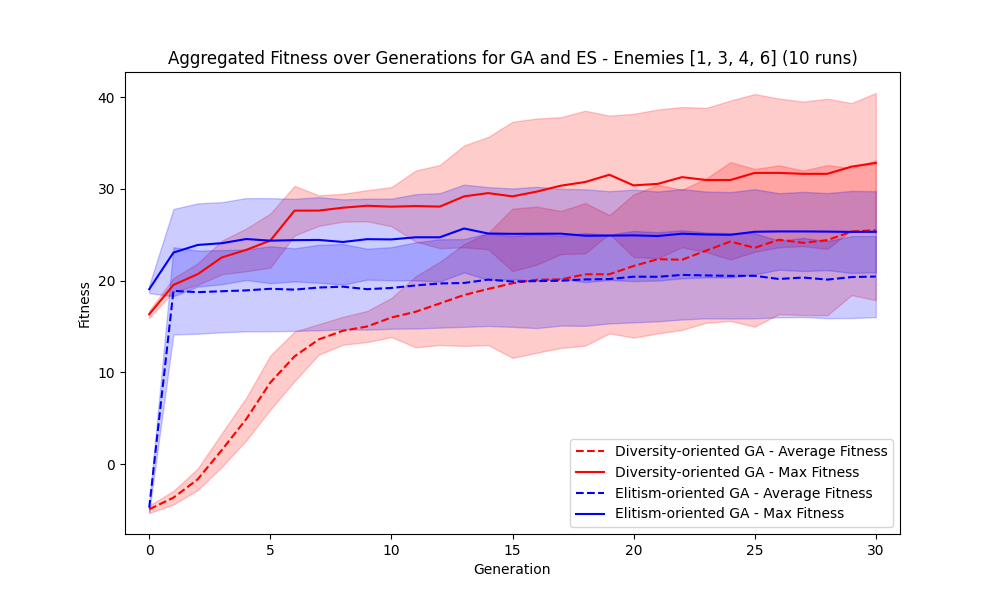 Aggregated Fitness over Generations for GA and ES - Enemies [1, 3, 4, 6] (10 runs)
Fitness
40
30
20
10
0
0 5 10 15 20 25 30
Generation
Diversity-oriented GA - Average Fitness
Diversity-oriented GA - Max Fitness
Elitism-oriented GA - Average Fitness
Elitism-oriented GA - Max Fitness